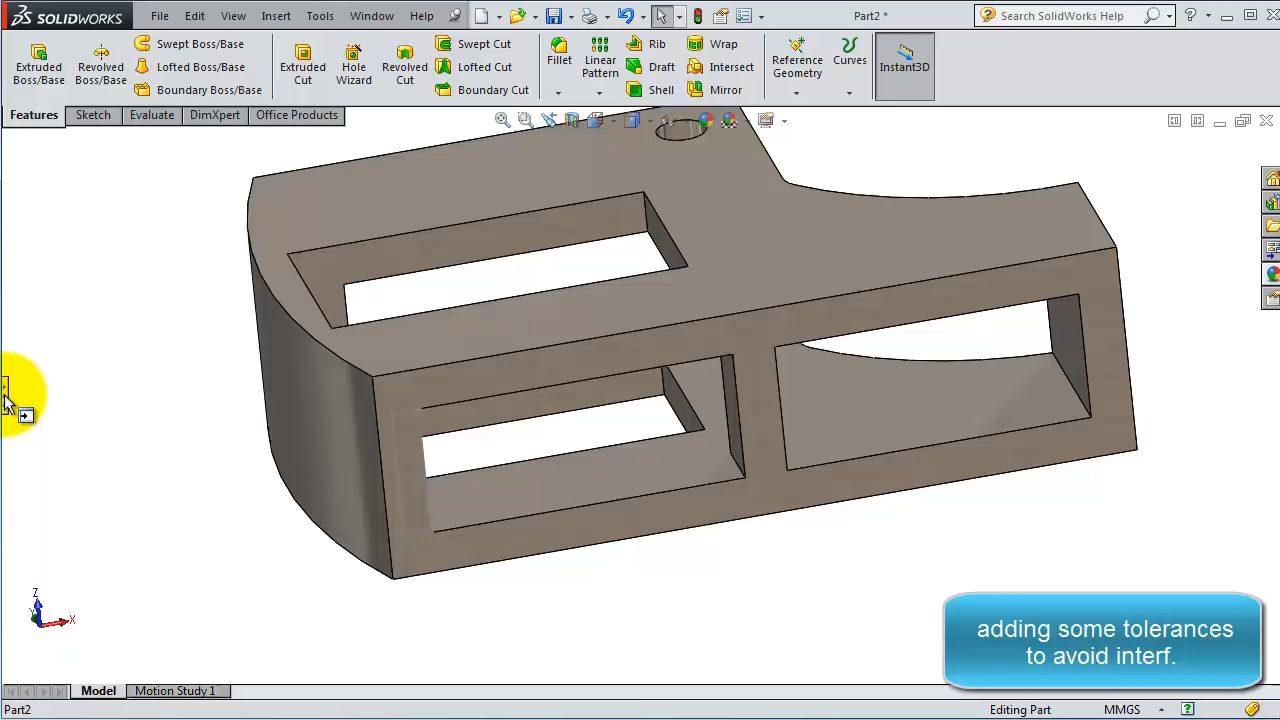 SOLIDWORKS File Edit View Insert Tools Window Help Part2 * Search SolidWorks Help
Extruded Boss/Base
Revolved Boss/Base
Swept Boss/Base
Lofted Boss/Base
Boundary Boss/Base
Extruded Cut
Hole Wizard
Revolved Cut
Swept Cut
Lofted Cut
Boundary Cut
Fillet
Linear Pattern
Rib
Draft
Shell
Wrap
Intersect
Mirror
Reference Geometry
Curves
Instant3D
Features Sketch Evaluate DimXpert Office Products
Z
X
adding some tolerances
to avoid interf.
Model Motion Study 1
Part2 Editing Part MMGS